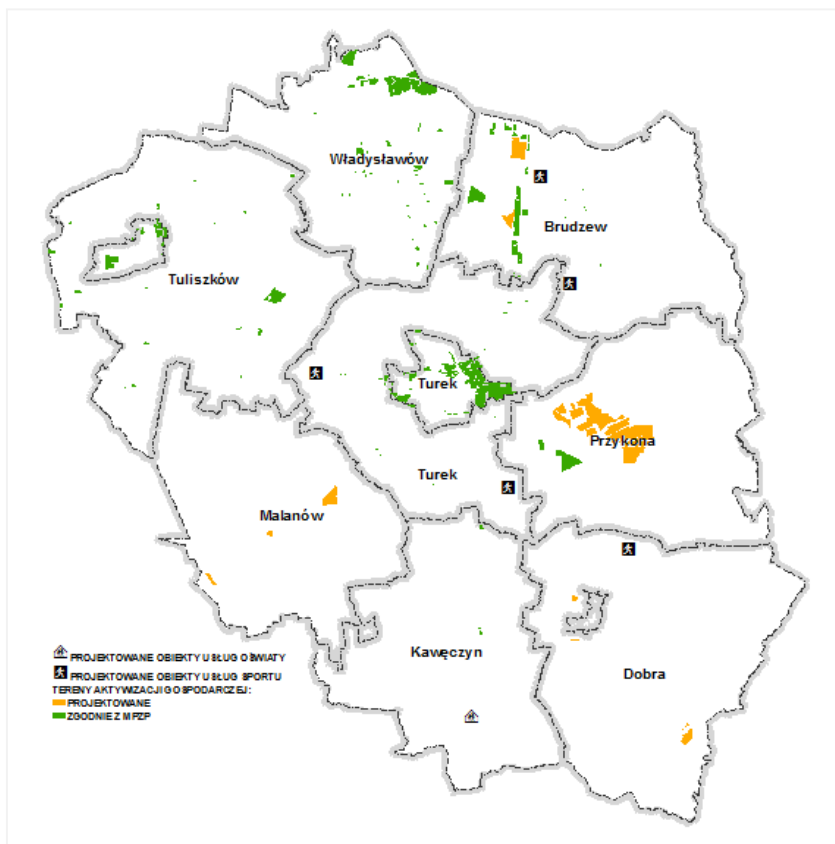 Władysławów
Brudzew
Tuliszków
Turek
Przykona
Turek
Malanów
Kawęczyn
Dobra
PROJEKTOWANE OBIEKTY USŁUG OŚWIATY
PROJEKTOWANE OBIEKTY USŁUG SPORTU
TERENY AKTYWIZACJI GOSPODARCZEJ:
PROJEKTOWANE
ZGODNIE Z MPZP